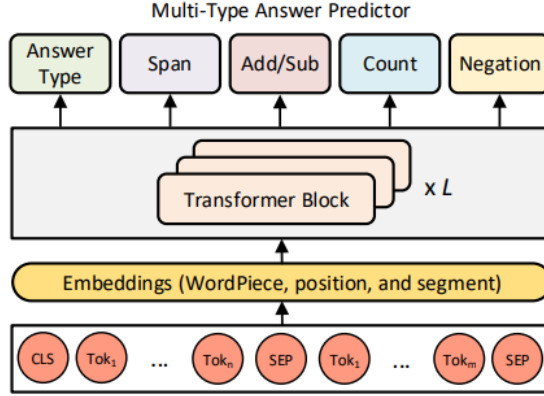 Multi-Type Answer Predictor
Answer
Type
Span
Add/Sub
Count
Negation
Transformer Block
x L
Embeddings (WordPiece, position, and segment)
CLS Tok₁ ... Tokₙ SEP Tok₁ ... Tokₘ SEP